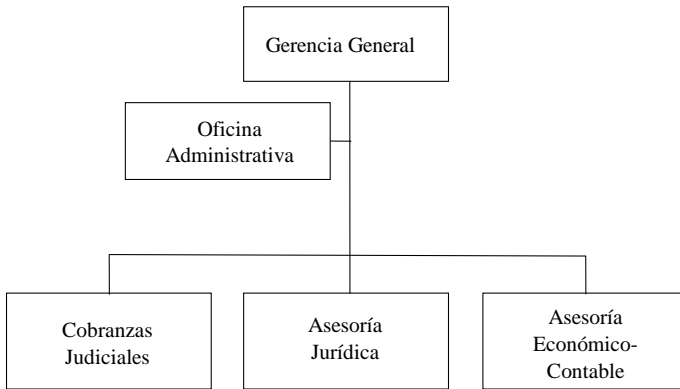 Gerencia General
Oficina
Administrativa
Cobranzas
Judiciales
Asesoría
Jurídica
Asesoría
Económico-
Contable